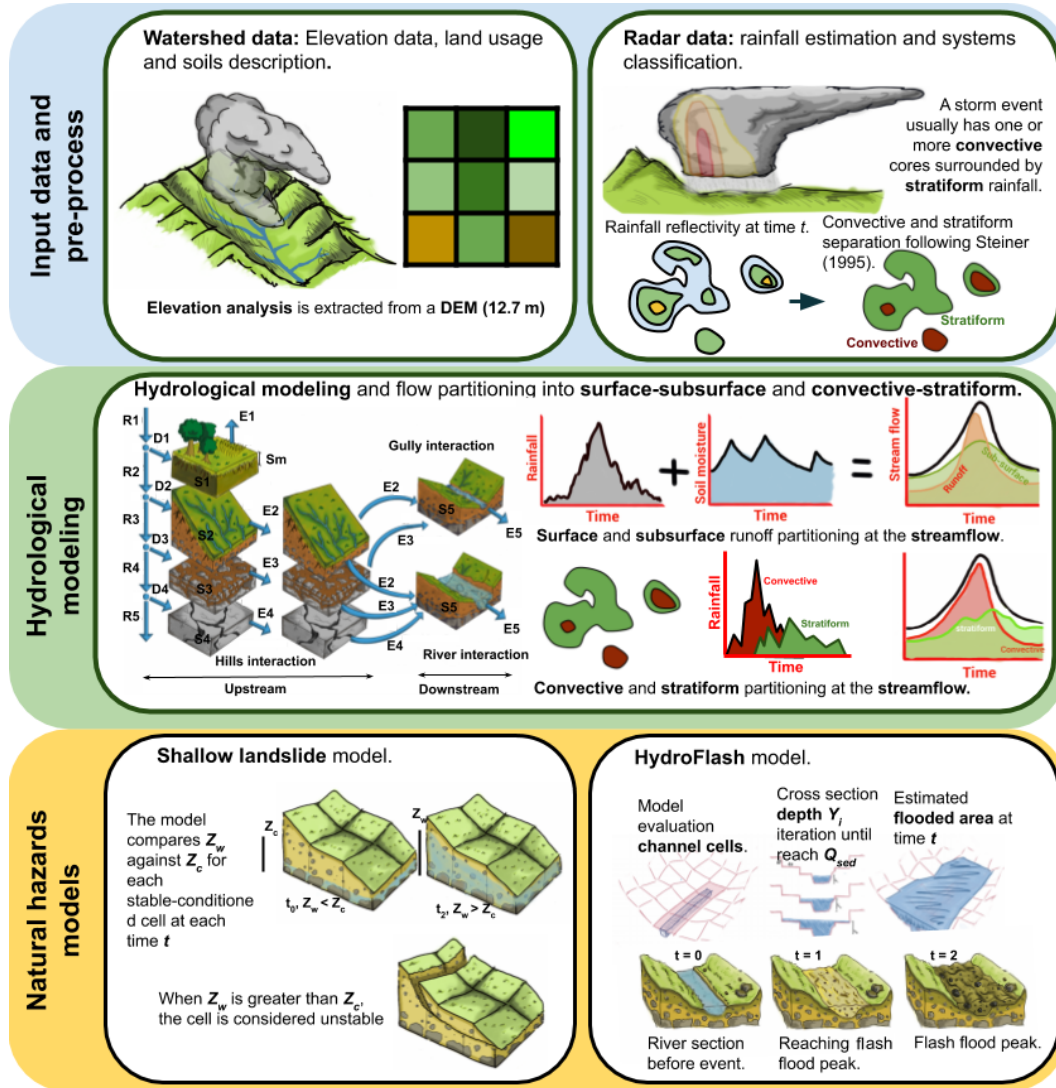 Input data and
pre-process
Watershed data: Elevation data, land usage
and soils description.
Elevation analysis is extracted from a DEM (12.7 m)
Radar data: rainfall estimation and systems
classification.
A storm event
usually has one or
more convective
cores surrounded by
stratiform rainfall.
Rainfall reflectivity at time t.
Convective and stratiform
separation following Steiner
(1995).
Stratiform
Convective
Hydrological
modeling
Hydrological modeling and flow partitioning into surface-subsurface and convective-stratiform.
R1
D1
E1
Sm
R2
S1
D2
R3
S2
E2
D3
R4
S3
E3
D4
R5
S4
E4
Hills interaction
Upstream
Gully interaction
E2
S5
E5
E3
E2
E3
S5
E5
E4
River interaction
Downstream
Rainfall
Time
Soil moisture
Time
Stream flow
Runoff
Sub-surface
Time
Surface and subsurface runoff partitioning at the streamflow.
Rainfall
Convective
Stratiform
Time
Stream flow
stratiform
Convective
Time
Convective and stratiform partitioning at the streamflow.
Natural hazards
models
Shallow landslide model.
The model
compares Zw
against Zc for
each
stable-conditione
d cell at each
time t
Zc
t0, Zw < Zc
Zw
t2, Zw > Zc
When Zw is greater than Zc,
the cell is considered unstable
HydroFlash model.
Model
evaluation
channel cells.
Cross section
depth Yi
iteration until
reach Qsed
Estimated
flooded area at
time t
t = 0
t = 1
t = 2
River section
before event.
Reaching flash
flood peak.
Flash flood peak.